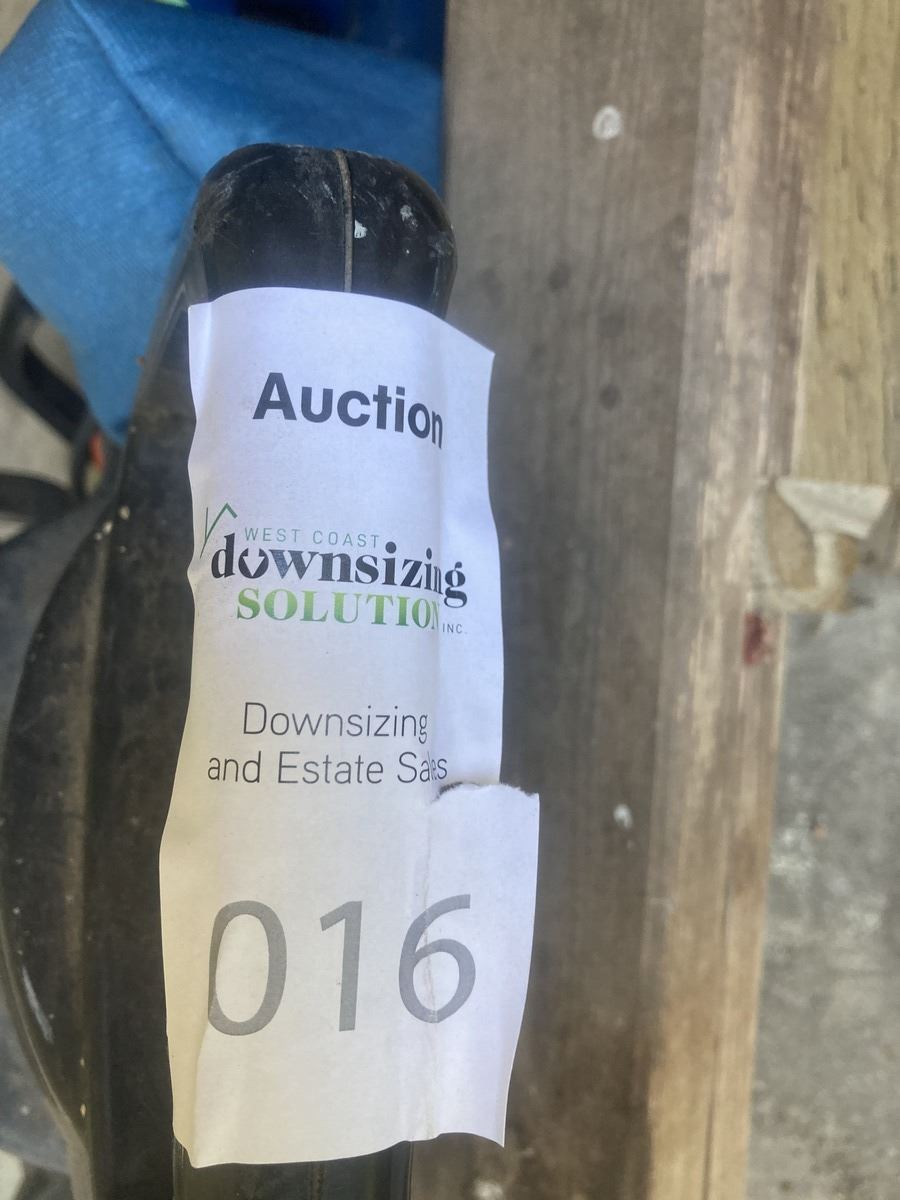 Auction
WEST COAST
downsizing
SOLUTION
INC.
Downsizing
and Estate Sales
016